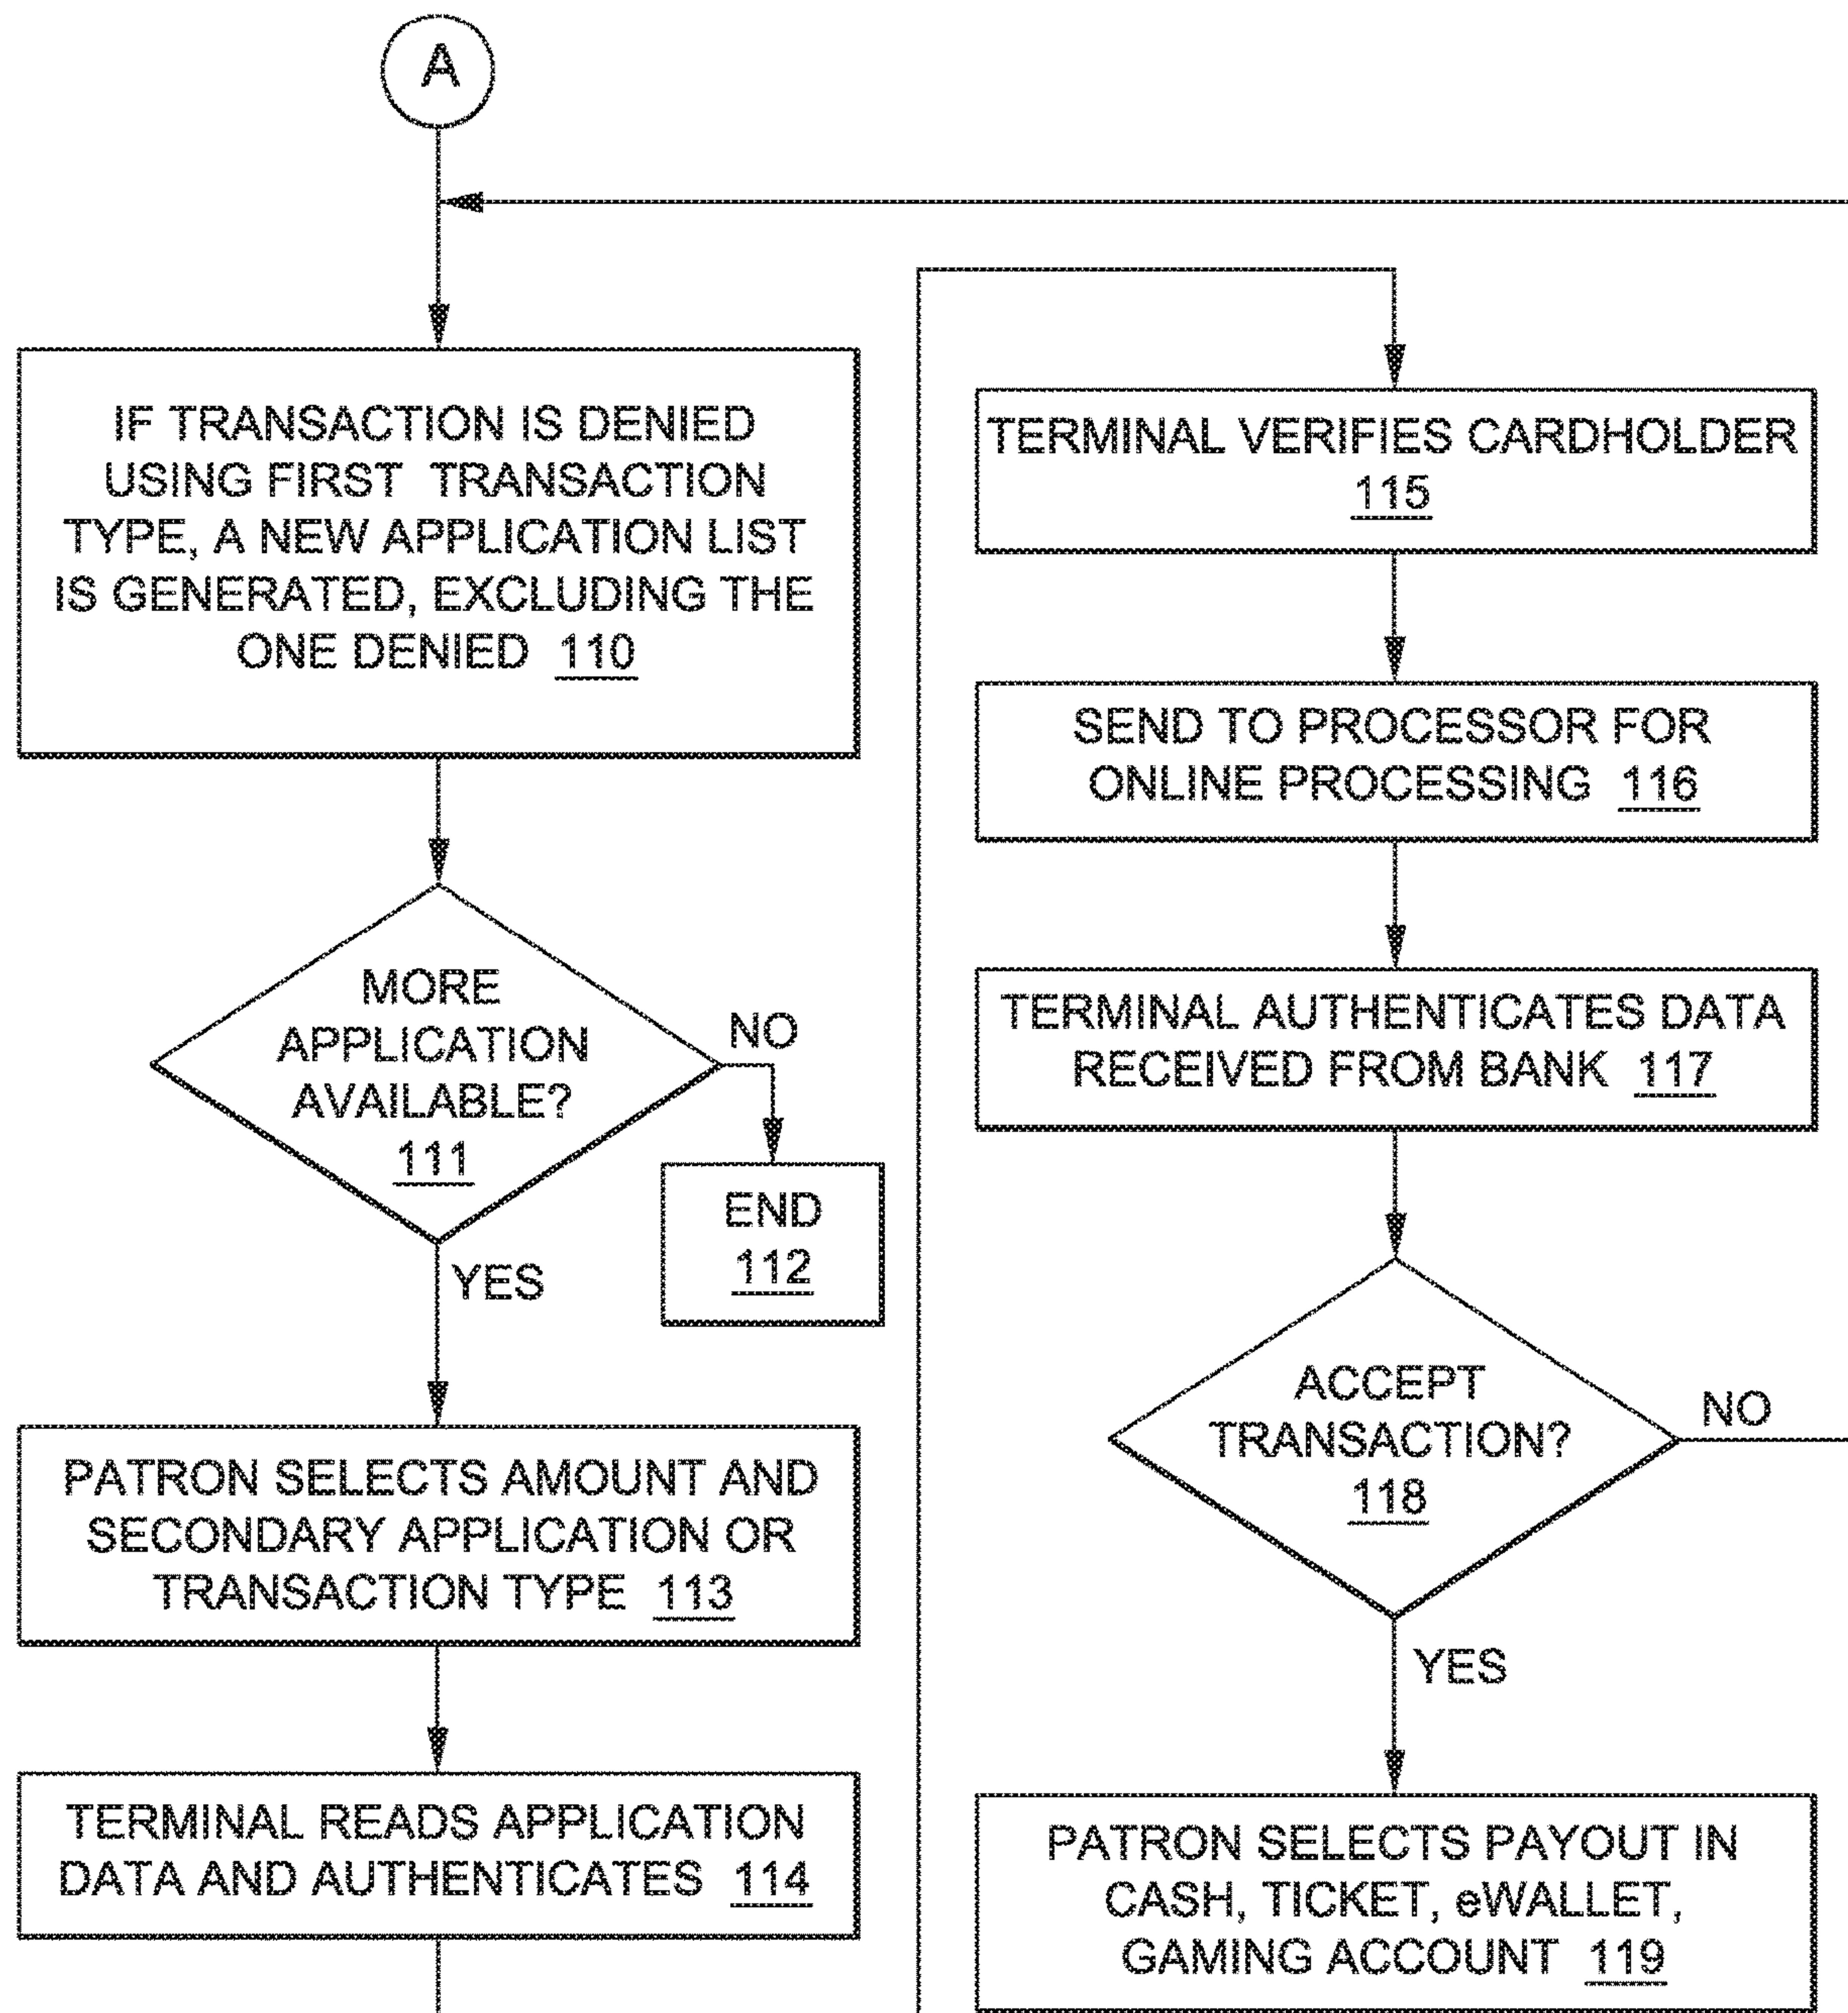 A
IF TRANSACTION IS DENIED
USING FIRST TRANSACTION
TYPE, A NEW APPLICATION LIST
IS GENERATED, EXCLUDING THE
ONE DENIED 110
MORE
APPLICATION
AVAILABLE?
111
NO
END
112
YES
PATRON SELECTS AMOUNT AND
SECONDARY APPLICATION OR
TRANSACTION TYPE 113
TERMINAL READS APPLICATION
DATA AND AUTHENTICATES 114
TERMINAL VERIFIES CARDHOLDER
115
SEND TO PROCESSOR FOR
ONLINE PROCESSING 116
TERMINAL AUTHENTICATES DATA
RECEIVED FROM BANK 117
ACCEPT
TRANSACTION?
118
NO
YES
PATRON SELECTS PAYOUT IN
CASH, TICKET, eWALLET,
GAMING ACCOUNT 119